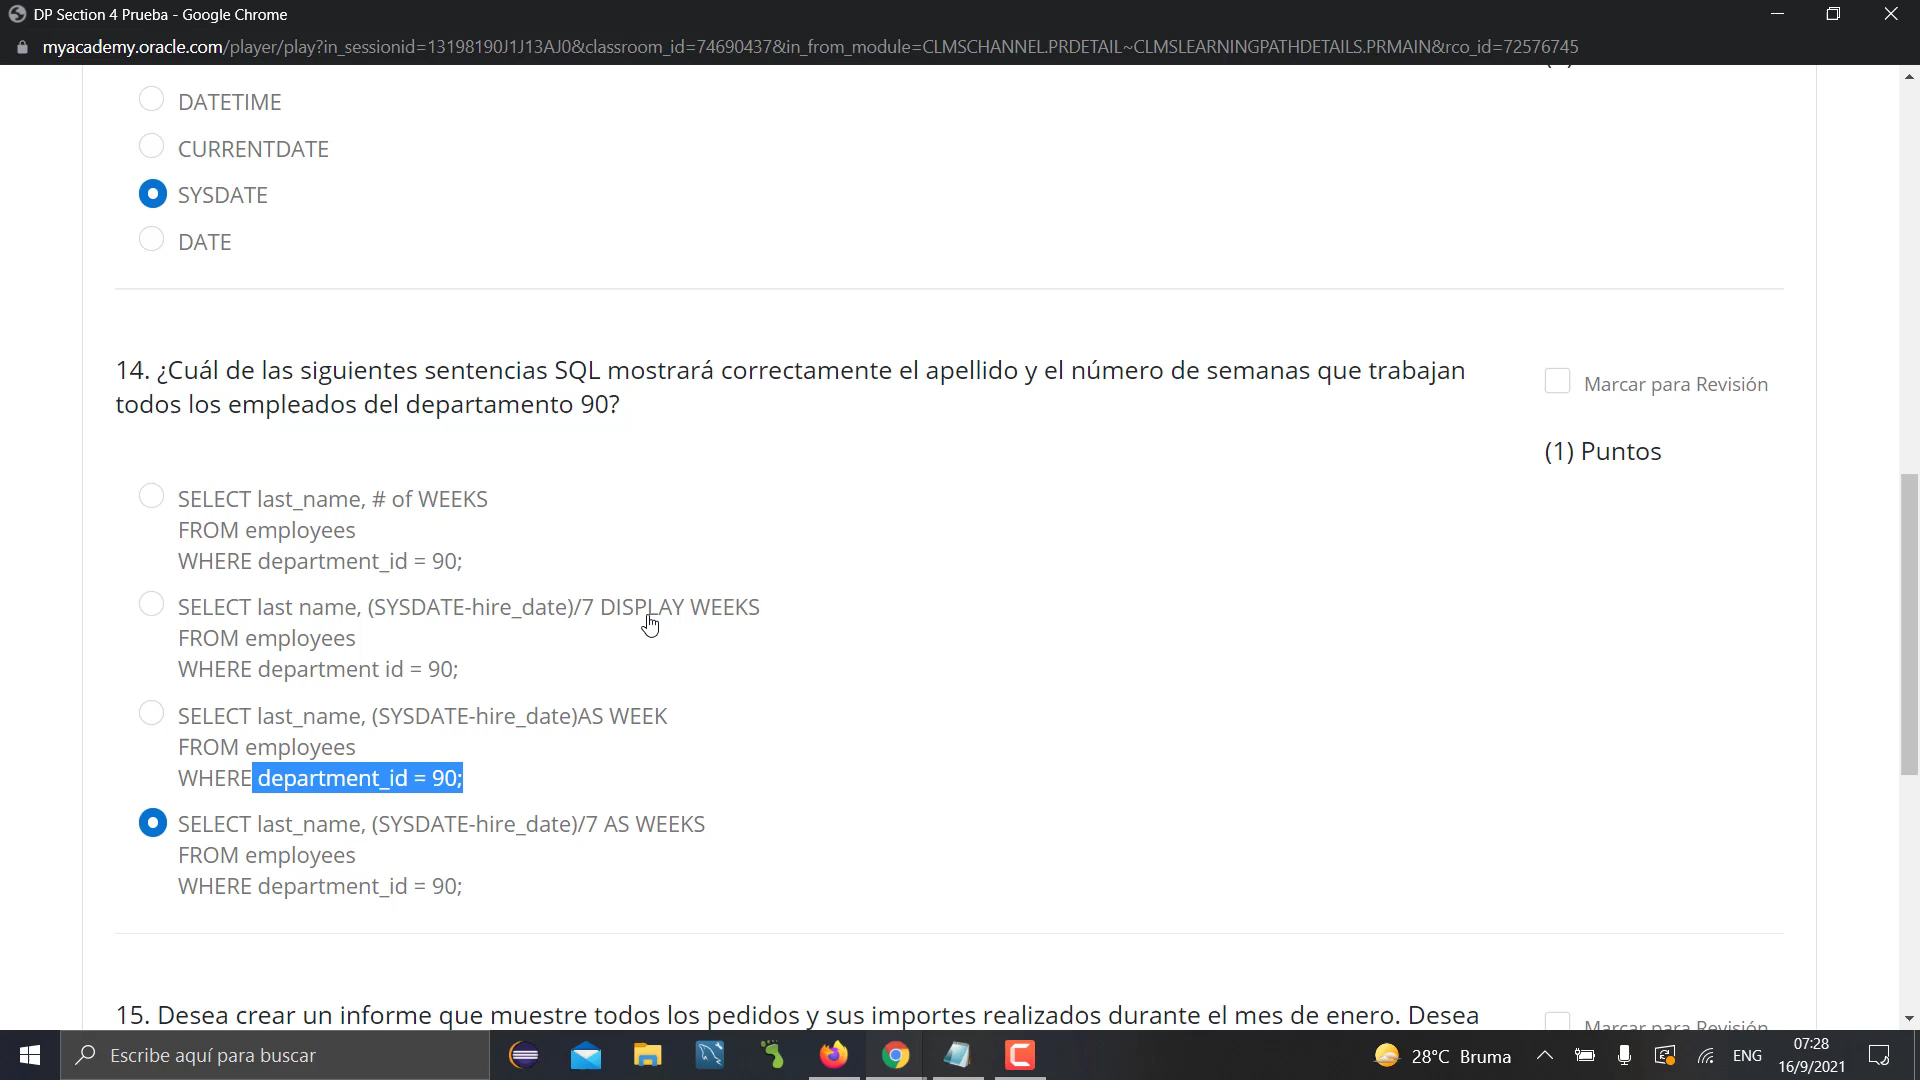 DP Section 4 Prueba - Google Chrome
myacademy.oracle.com/player/play?in_sessionid=13198190J1J13AJ0&classroom_id=74690437&in_from_module=CLMSCHANNEL.PRDETAIL~CLMSLEARNINGPATHDETAILS.PRMAIN&rco_id=72576745
DATETIME
CURRENTDATE
SYSDATE
DATE
14. ¿Cuál de las siguientes sentencias SQL mostrará correctamente el apellido y el número de semanas que trabajan
todos los empleados del departamento 90?
Marcar para Revisión
(1) Puntos
SELECT last_name, # of WEEKS
FROM employees
WHERE department_id = 90;
SELECT last name, (SYSDATE-hire_date)/7 DISPLAY WEEKS
FROM employees
WHERE department id = 90;
SELECT last_name, (SYSDATE-hire_date)AS WEEK
FROM employees
WHERE department_id = 90;
SELECT last_name, (SYSDATE-hire_date)/7 AS WEEKS
FROM employees
WHERE department_id = 90;
15. Desea crear un informe que muestre todos los pedidos y sus importes realizados durante el mes de enero. Desea
Marcar para Revisión
Escribe aquí para buscar
28°C Bruma
ENG
07:28
16/9/2021